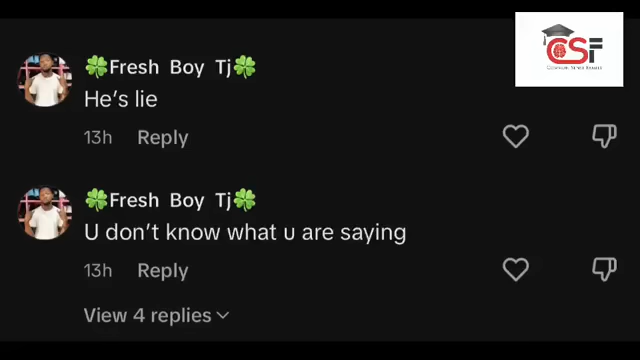 🍀Fresh Boy Tj🍀
He's lie
13h Reply
🍀Fresh Boy Tj🍀
U don't know what u are saying
13h Reply
View 4 replies
CSF